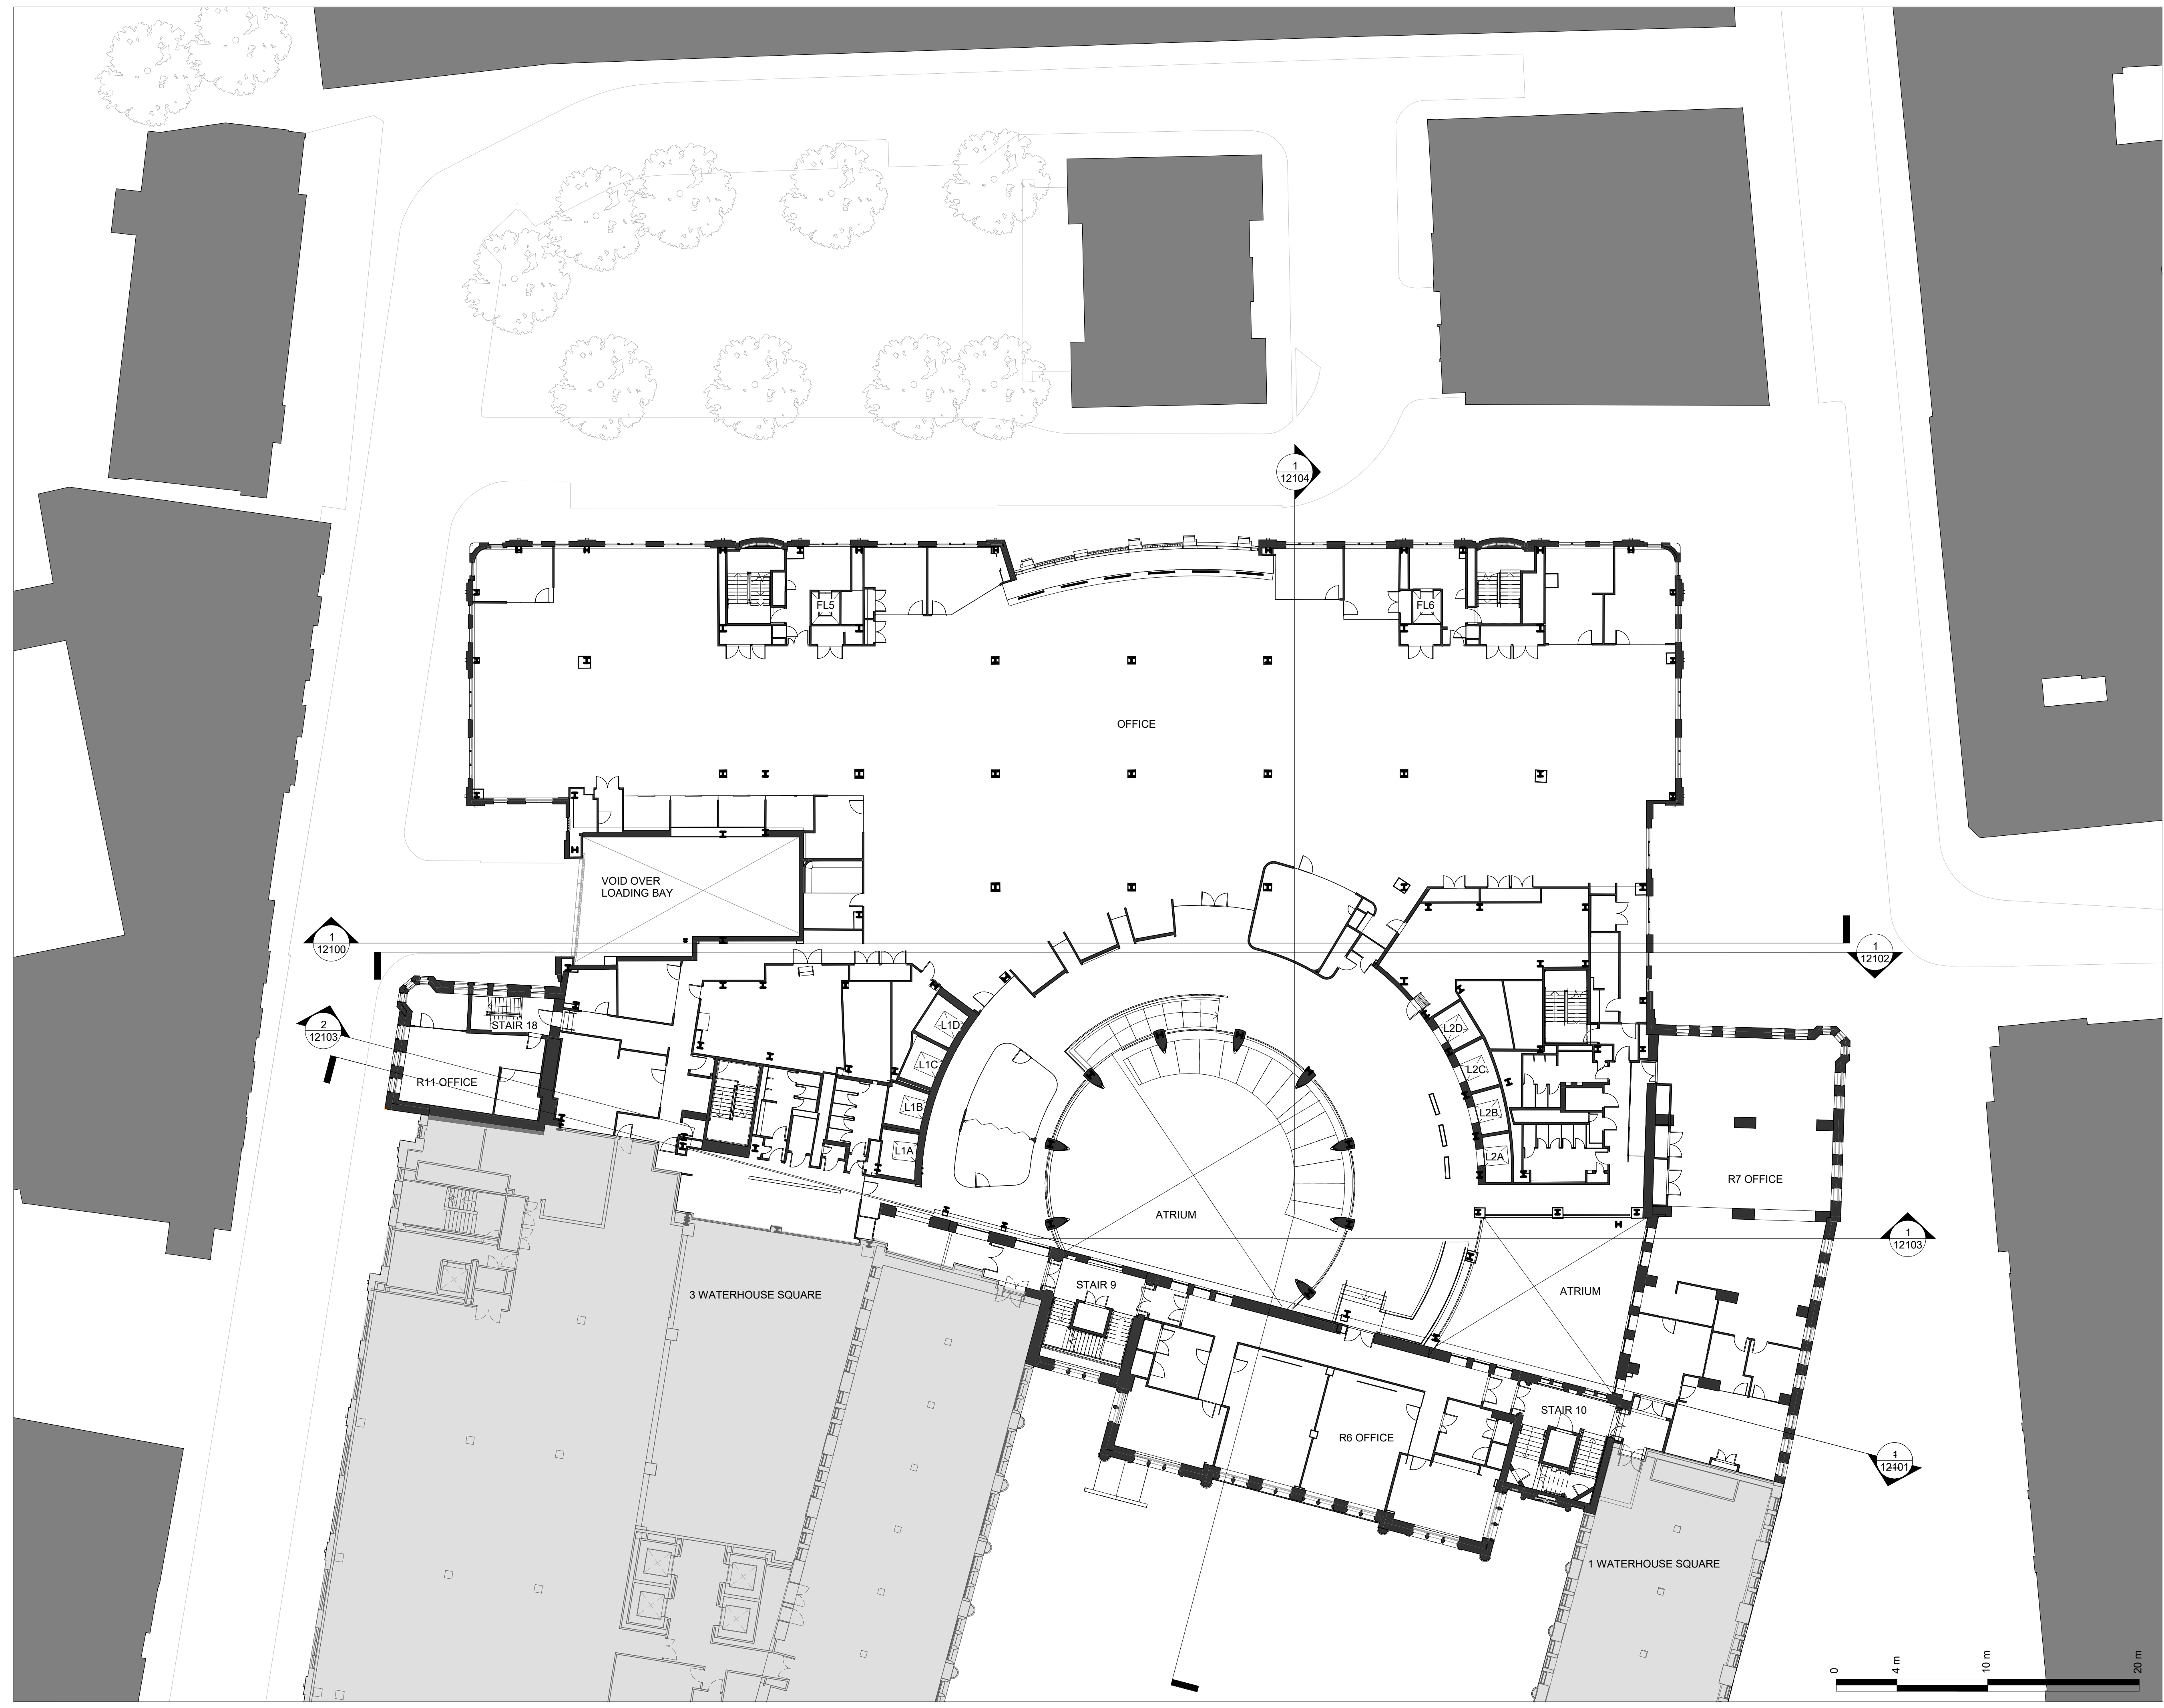 1
12104
FL5
FL6
OFFICE
VOID OVER
LOADING BAY
1
12100
1
12102
2
12103
STAIR 18
L1D
L1C
L1B
L1A
L2D
L2C
L2B
L2A
R11 OFFICE
R7 OFFICE
ATRIUM
1
12103
STAIR 9
3 WATERHOUSE SQUARE
ATRIUM
STAIR 10
R6 OFFICE
1
12101
1 WATERHOUSE SQUARE
0
4 m
10 m
20 m